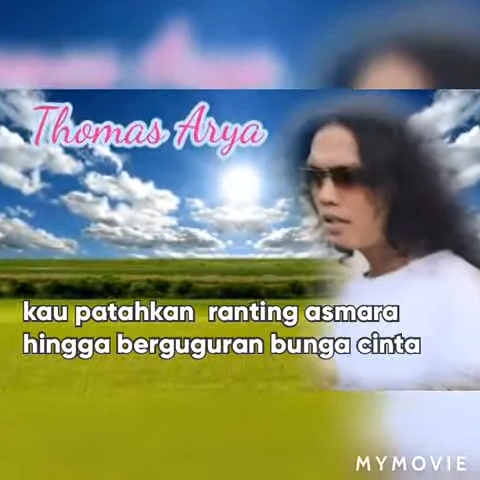 Thomas Arya
kau patahkan ranting asmara
hingga berguguran bunga cinta
MYMOVIE